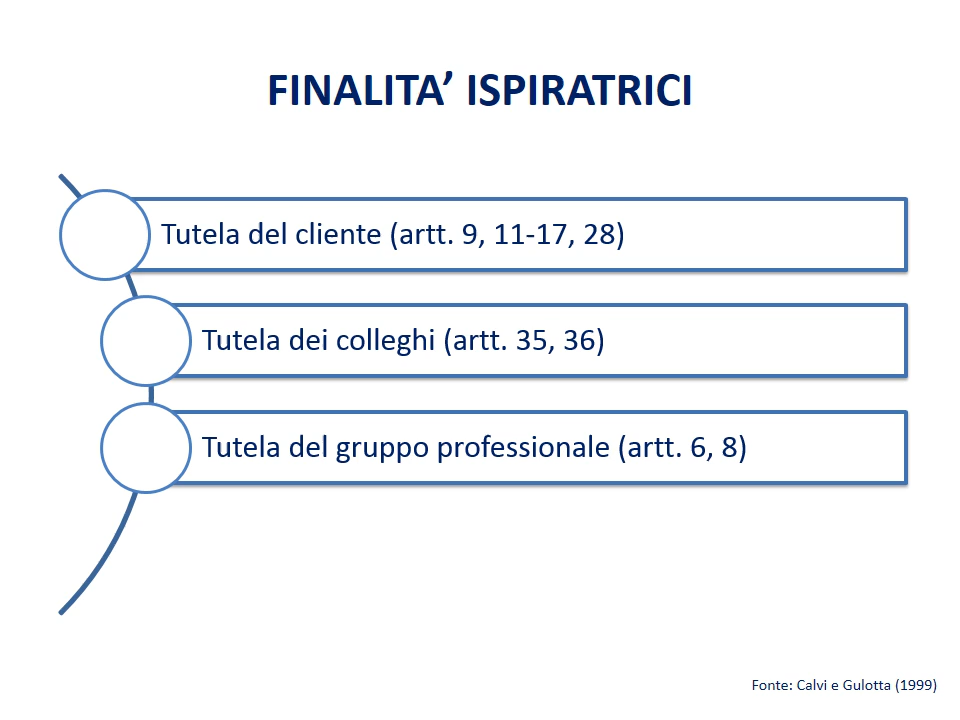 FINALITA’ ISPIRATRICI
Tutela del cliente (artt. 9, 11-17, 28)
Tutela dei colleghi (artt. 35, 36)
Tutela del gruppo professionale (artt. 6, 8)
Fonte: Calvi e Gulotta (1999)